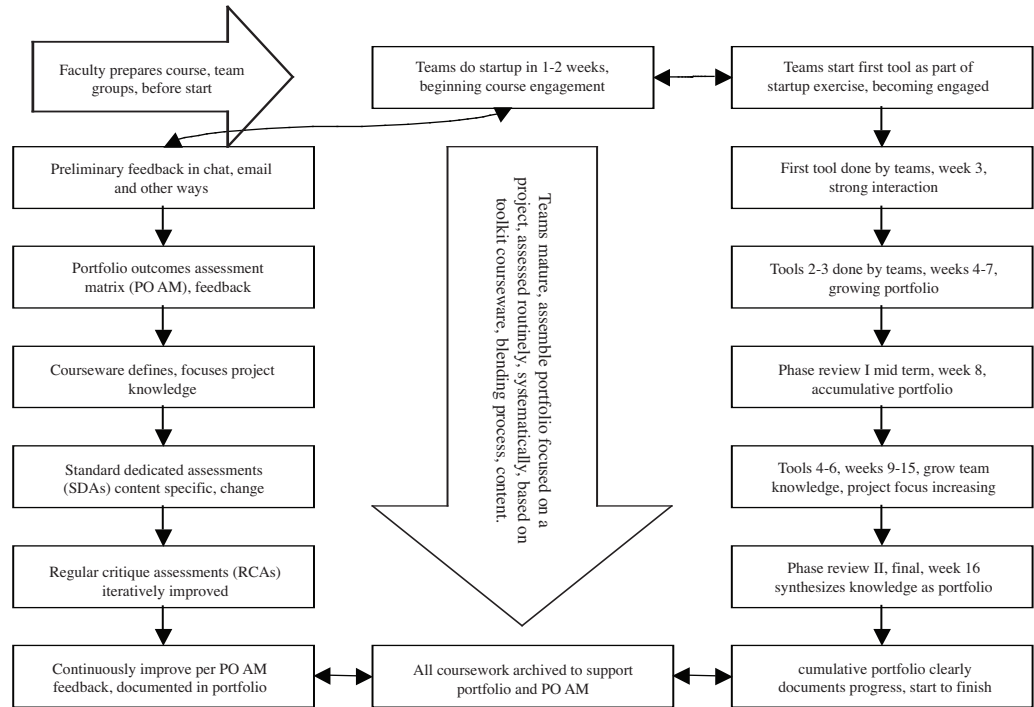 Faculty prepares course, team
groups, before start
Teams do startup in 1-2 weeks,
beginning course engagement
Teams start first tool as part of
startup exercise, becoming engaged
Preliminary feedback in chat, email
and other ways
First tool done by teams, week 3,
strong interaction
Portfolio outcomes assessment
matrix (PO AM), feedback
Tools 2-3 done by teams, weeks 4-7,
growing portfolio
Courseware defines, focuses project
knowledge
Phase review I mid term, week 8,
accumulative portfolio
Standard dedicated assessments
(SDAs) content specific, change
Tools 4-6, weeks 9-15, grow team
knowledge, project focus increasing
Regular critique assessments (RCAs)
iteratively improved
Phase review II, final, week 16
synthesizes knowledge as portfolio
Teams mature, assemble portfolio focused on a
project, assessed routinely, systematically, based on
toolkit courseware, blending process, content.
Continuously improve per PO AM
feedback, documented in portfolio
All coursework archived to support
portfolio and PO AM
cumulative portfolio clearly
documents progress, start to finish